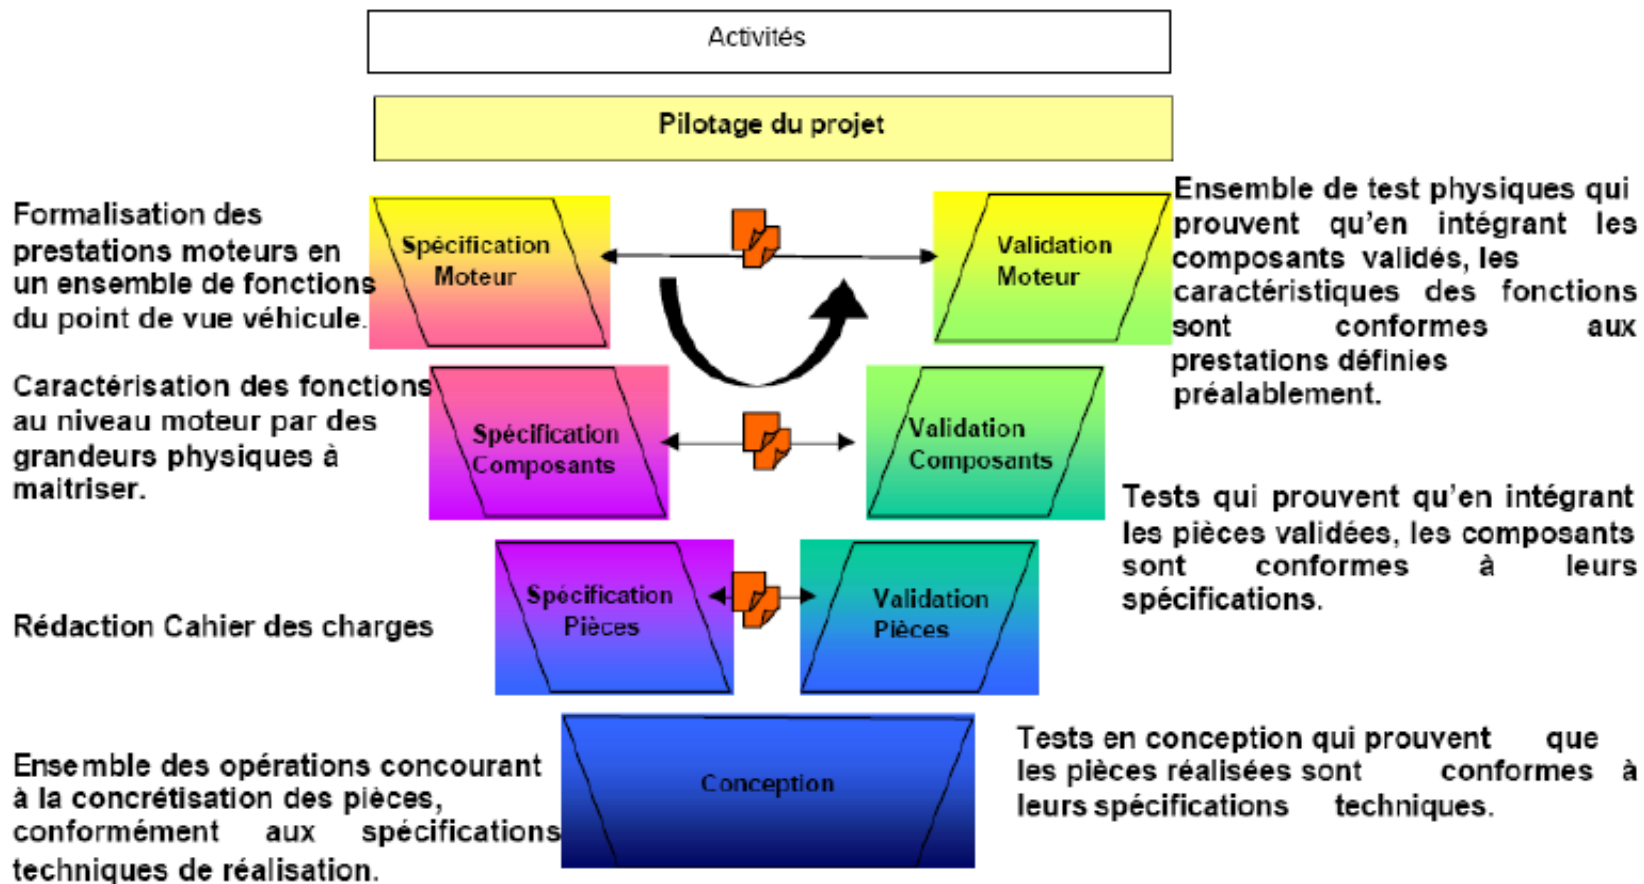 Activités
Pilotage du projet
Formalisation des
prestations moteurs en
un ensemble de fonctions
du point de vue véhicule.
Spécification
Moteur
Validation
Moteur
Ensemble de test physiques qui
prouvent qu'en intégrant les
composants validés, les
caractéristiques des fonctions
sont conformes aux
prestations définies
préalablement.
Caractérisation des fonctions
au niveau moteur par des
grandeurs physiques à
maitriser.
Spécification
Composants
Validation
Composants
Tests qui prouvent qu'en intégrant
les pièces validées, les composants
sont conformes à leurs
spécifications.
Rédaction Cahier des charges
Spécification
Pièces
Validation
Pièces
Ensemble des opérations concourant
à la concrétisation des pièces,
conformément aux spécifications
techniques de réalisation.
Conception
Tests en conception qui prouvent que
les pièces réalisées sont conformes à
leurs spécifications techniques.